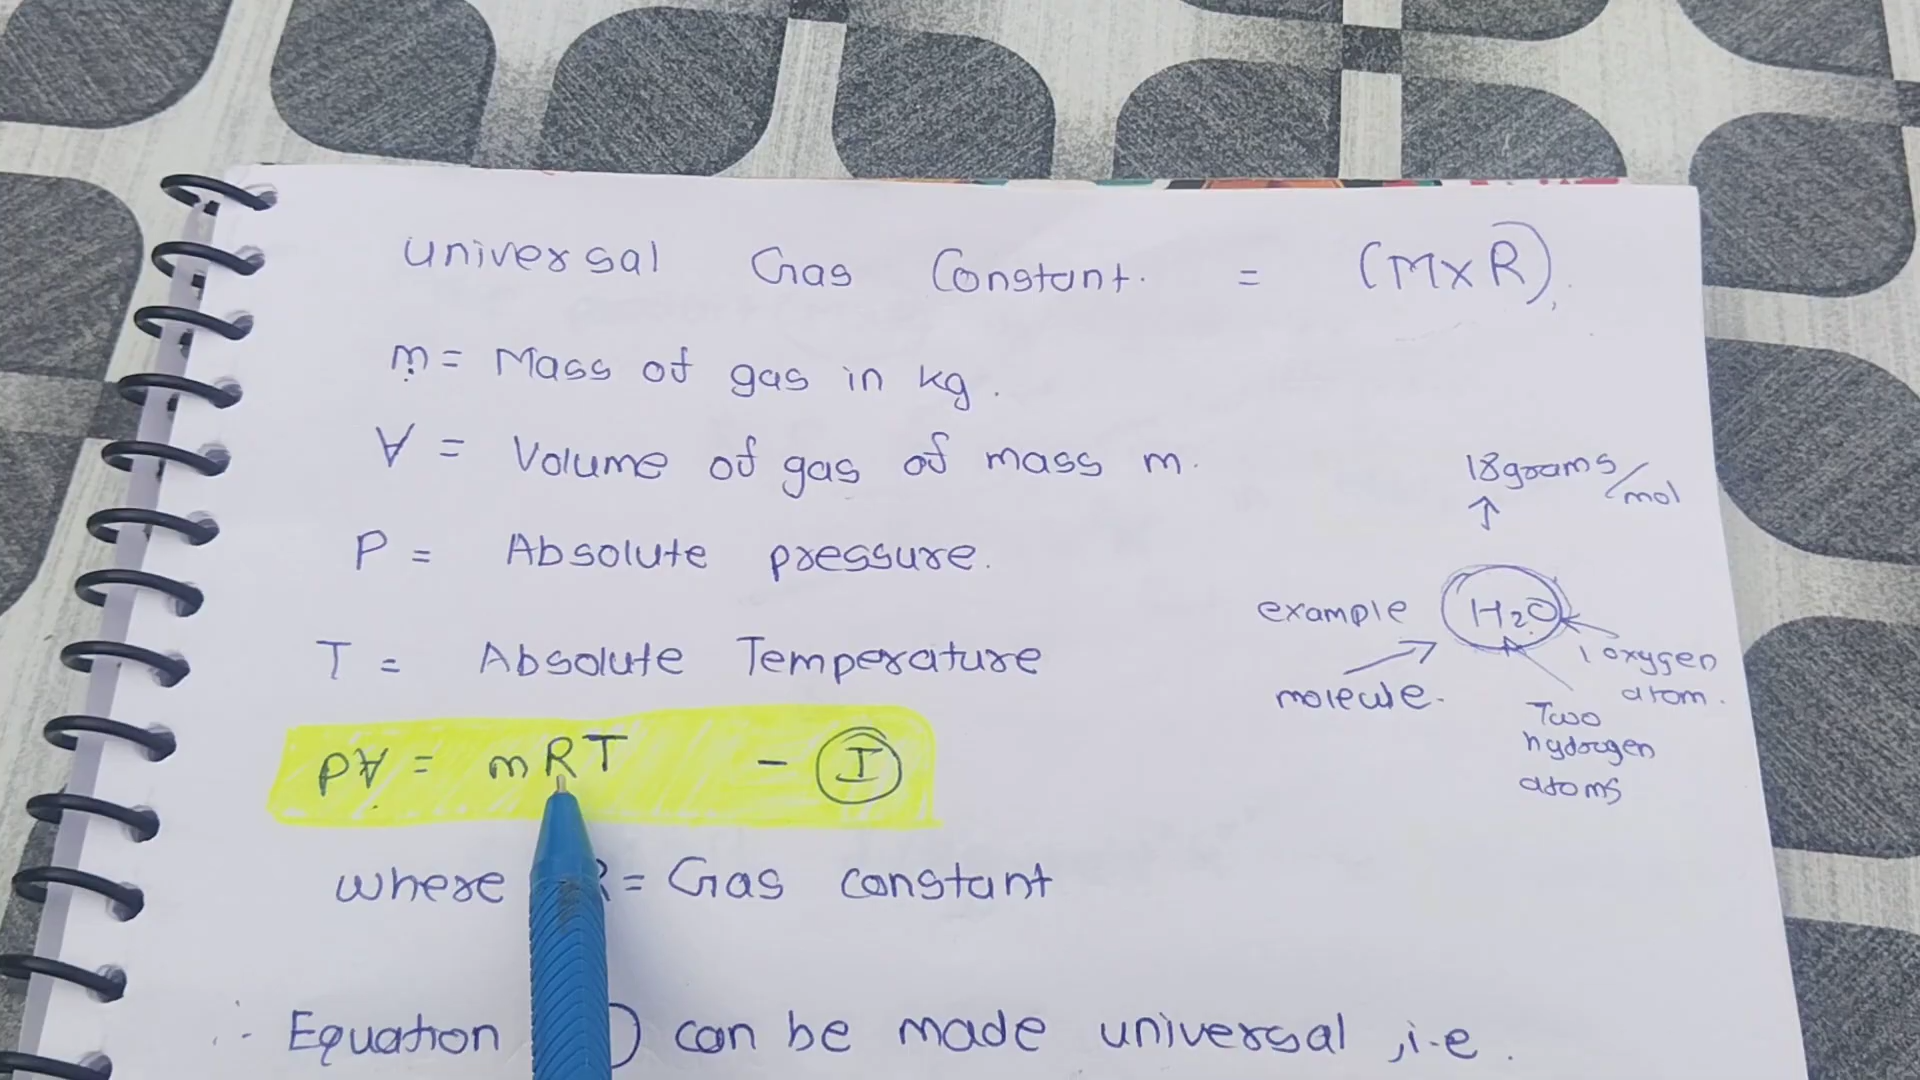 universal Gas Constant. = (M×R),
m = Mass of gas in kg.
∀ = Volume of gas of mass m.
P = Absolute pressure.
T = Absolute Temperature
P∀ = mRT - I
where R = Gas constant
∴ Equation can be made universal, i.e.
18grams/mol
↑
example H2O
molecule.
1 oxygen
atom.
Two
hydrogen
atoms